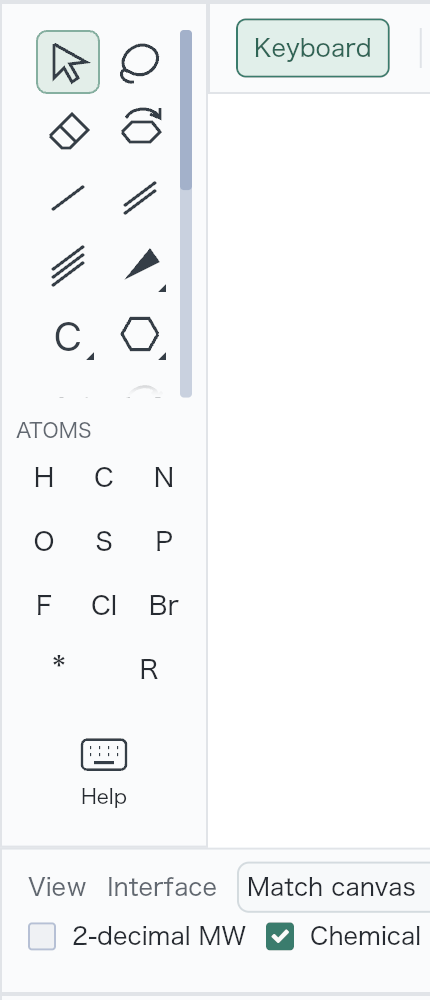 Keyboard
C
ATOMS
H C N
O S P
F Cl Br
* R
Help
View Interface Match canvas
2-decimal MW Chemical